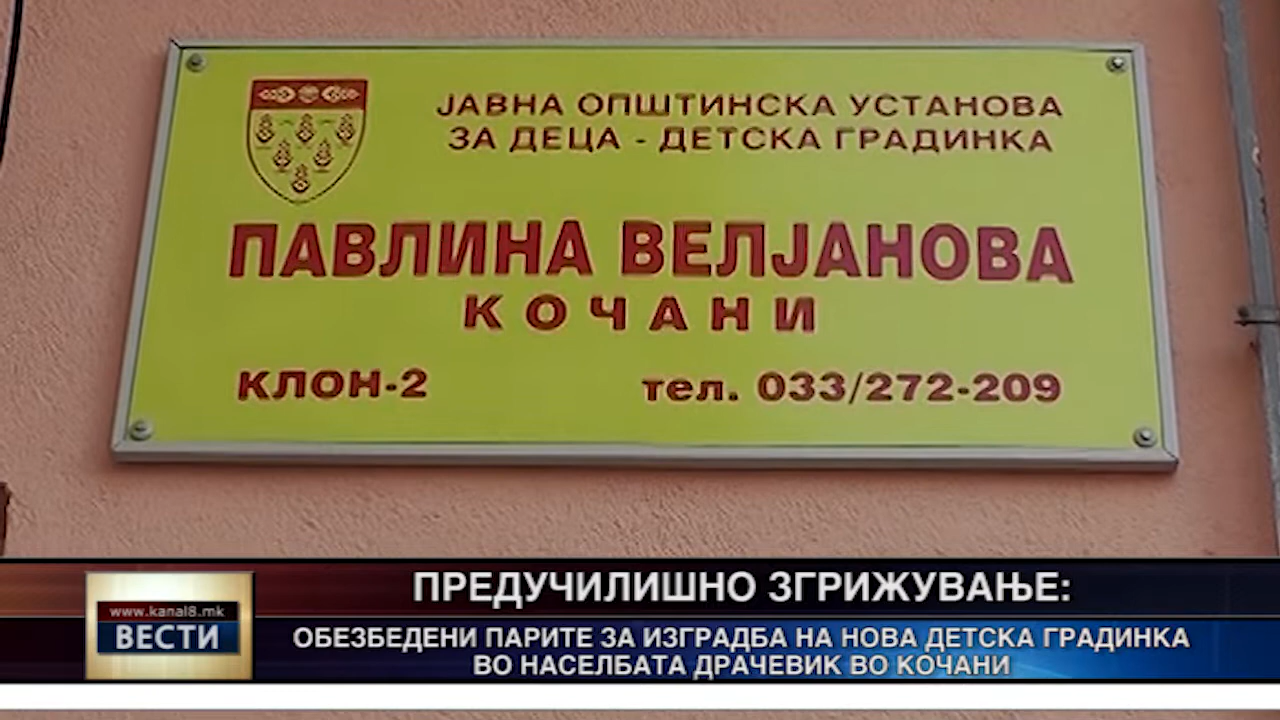 ЈАВНА ОПШТИНСКА УСТАНОВА
ЗА ДЕЦА - ДЕТСКА ГРАДИНКА
ПАВЛИНА ВЕЛЈАНОВА
КОЧАНИ
КЛОН-2
тел. 033/272-209
ПРЕДУЧИЛИШНО ЗГРИЖУВАЊЕ:
www.kanal8.mk
ВЕСТИ
ОБЕЗБЕДЕНИ ПАРИТЕ ЗА ИЗГРАДБА НА НОВА ДЕТСКА ГРАДИНКА
ВО НАСЕЛБАТА ДРАЧЕВИК ВО КОЧАНИ